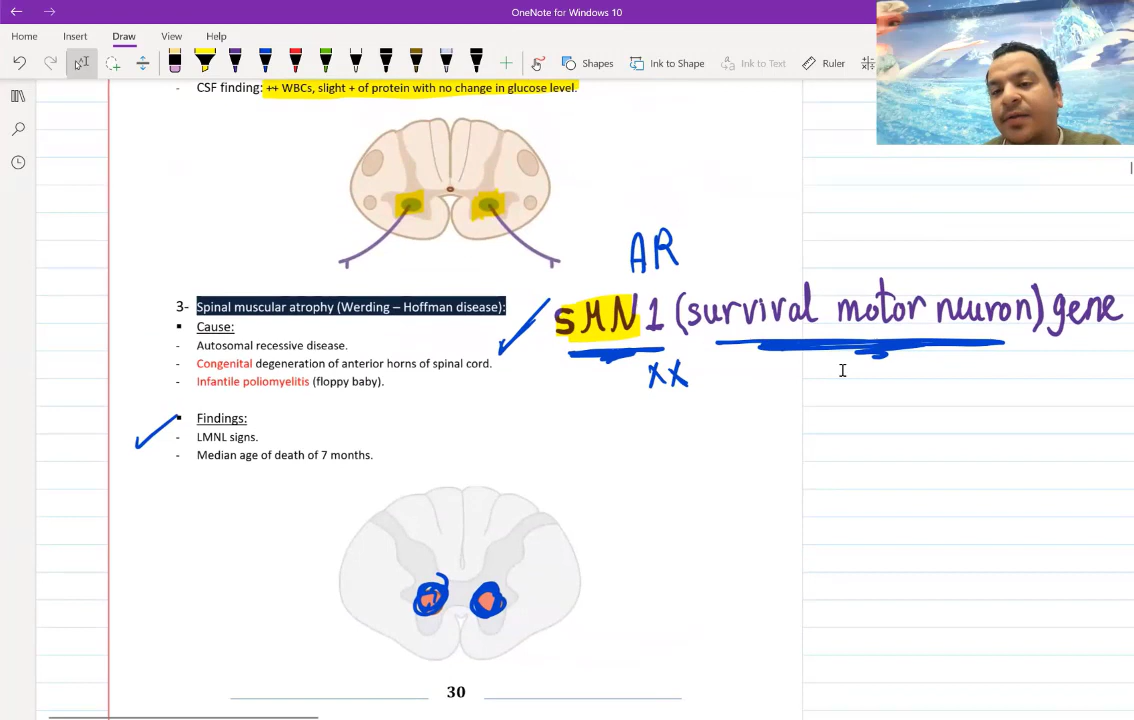 OneNote for Windows 10
Home Insert Draw View Help
Shapes Ink to Shape Ink to Text Ruler
- CSF finding: ++ WBCs, slight + of protein with no change in glucose level.
AR
3- Spinal muscular atrophy (Werding – Hoffman disease):
SMN1 (survival motor neuron) gene
▪ Cause:
- Autosomal recessive disease.
- Congenital degeneration of anterior horns of spinal cord.
xx
- Infantile poliomyelitis (floppy baby).
▪ Findings:
- LMNL signs.
- Median age of death of 7 months.
30